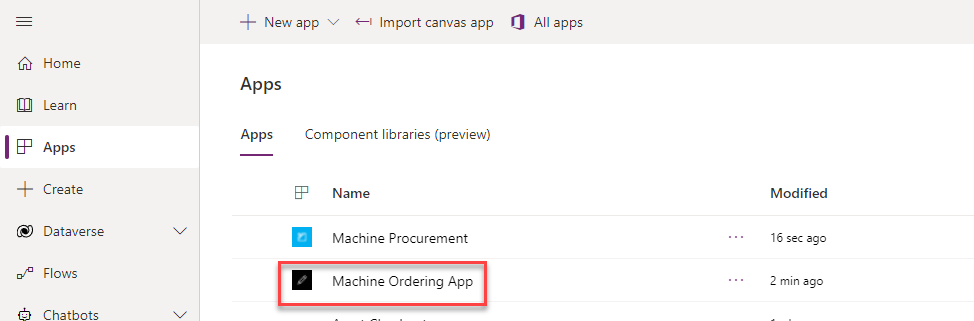 New app
Import canvas app
All apps
Home
Learn
Apps
Create
Dataverse
Flows
Chatbots
Apps
Apps
Component libraries (preview)
Name
Modified
Machine Procurement
...
16 sec ago
Machine Ordering App
...
2 min ago